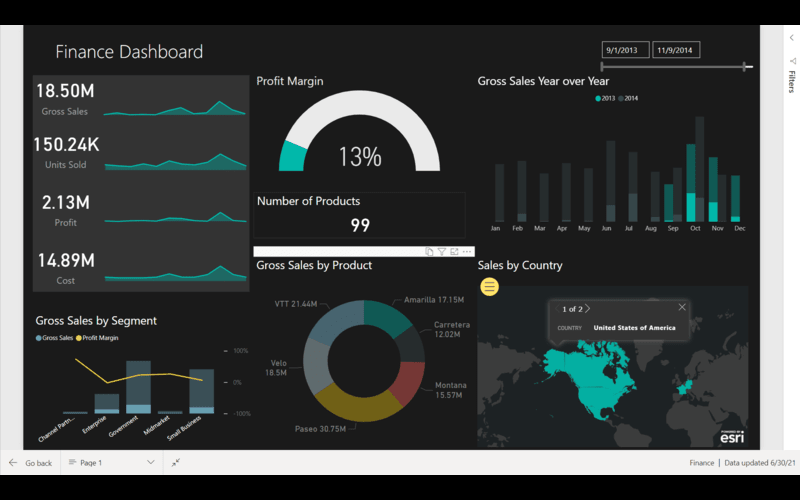 Finance Dashboard
9/1/2013
11/9/2014
18.50M
Gross Sales
150.24K
Units Sold
2.13M
Profit
14.89M
Cost
Profit Margin
13%
Number of Products
99
Gross Sales Year over Year
2013 2014
Jan Feb Mar Apr May Jun Jul Aug Sep Oct Nov Dec
Gross Sales by Segment
Gross Sales Profit Margin
100%
0%
-100%
Channel Partn...
Enterprise
Government
Midmarket
Small Business
Gross Sales by Product
VTT 21.44M
Amarilla 17.15M
Carretera
12.02M
Velo
18.5M
Montana
15.57M
Paseo 30.75M
Sales by Country
1 of 2
COUNTRY United States of America
POWERED BY
esri
Filters
Go back
Page 1
Finance | Data updated 6/30/21